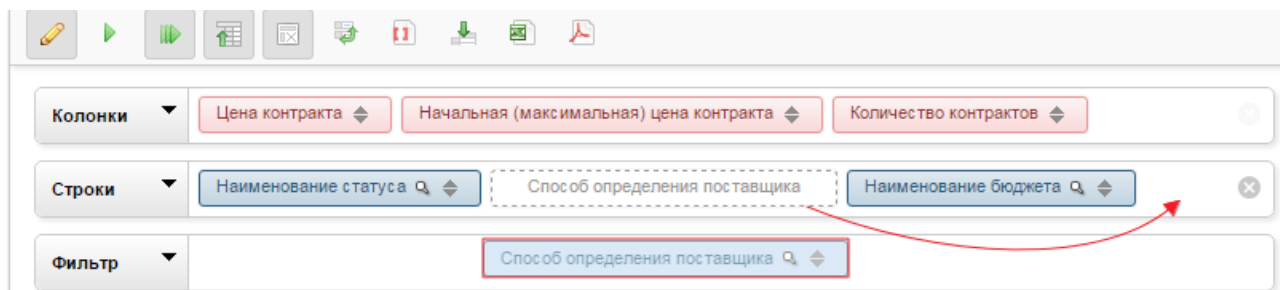 Колонки Цена контракта Начальная (максимальная) цена контракта Количество контрактов
Строки Наименование статуса Способ определения поставщика Наименование бюджета
Фильтр Способ определения поставщика